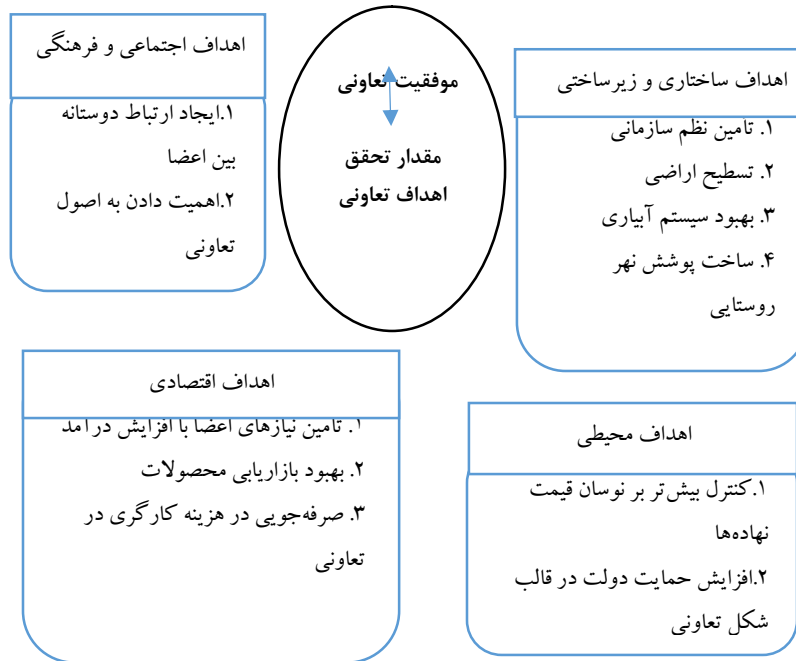 اهداف ساختاری و زیرساختی
۱. تامین نظم سازمانی
۲. تسطیح اراضی
۳. بهبود سیستم آبیاری
۴. ساخت پوشش نهر
روستایی
موفقیت تعاونی
مقدار تحقق
اهداف تعاونی
اهداف اجتماعی و فرهنگی
۱.ایجاد ارتباط دوستانه
بین اعضا
۲.اهمیت دادن به اصول
تعاونی
اهداف محیطی
۱.کنترل بیش‌تر بر نوسان قیمت
نهاده‌ها
۲.افزایش حمایت دولت در قالب
شکل تعاونی
اهداف اقتصادی
۱. تامین نیازهای اعضا با افزایش درآمد
۲. بهبود بازاریابی محصولات
۳. صرفه‌جویی در هزینه کارگری در
تعاونی